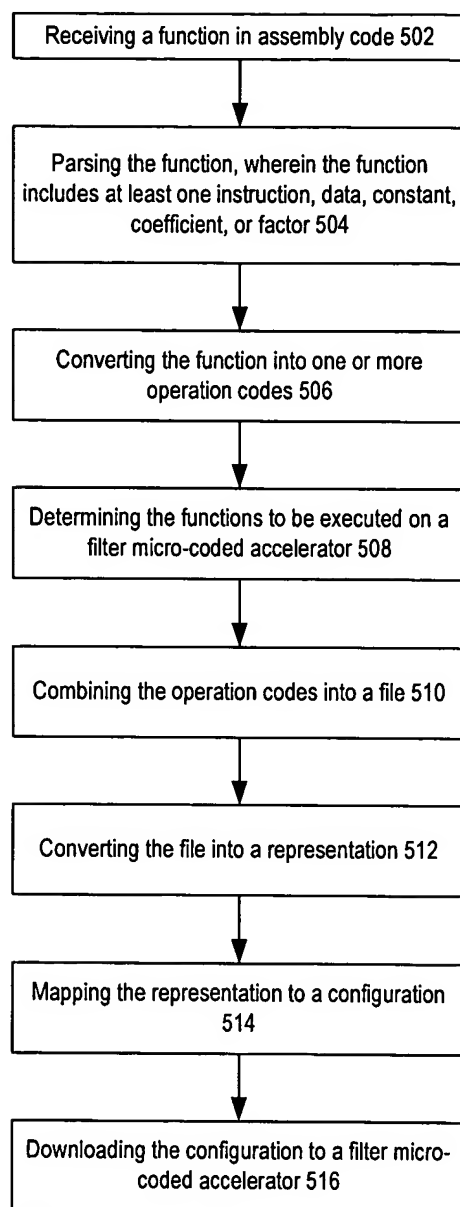 Receiving a function in assembly code 502
Parsing the function, wherein the function
includes at least one instruction, data, constant,
coefficient, or factor 504
Converting the function into one or more
operation codes 506
Determining the functions to be executed on a
filter micro-coded accelerator 508
Combining the operation codes into a file 510
Converting the file into a representation 512
Mapping the representation to a configuration
514
Downloading the configuration to a filter micro-
coded accelerator 516